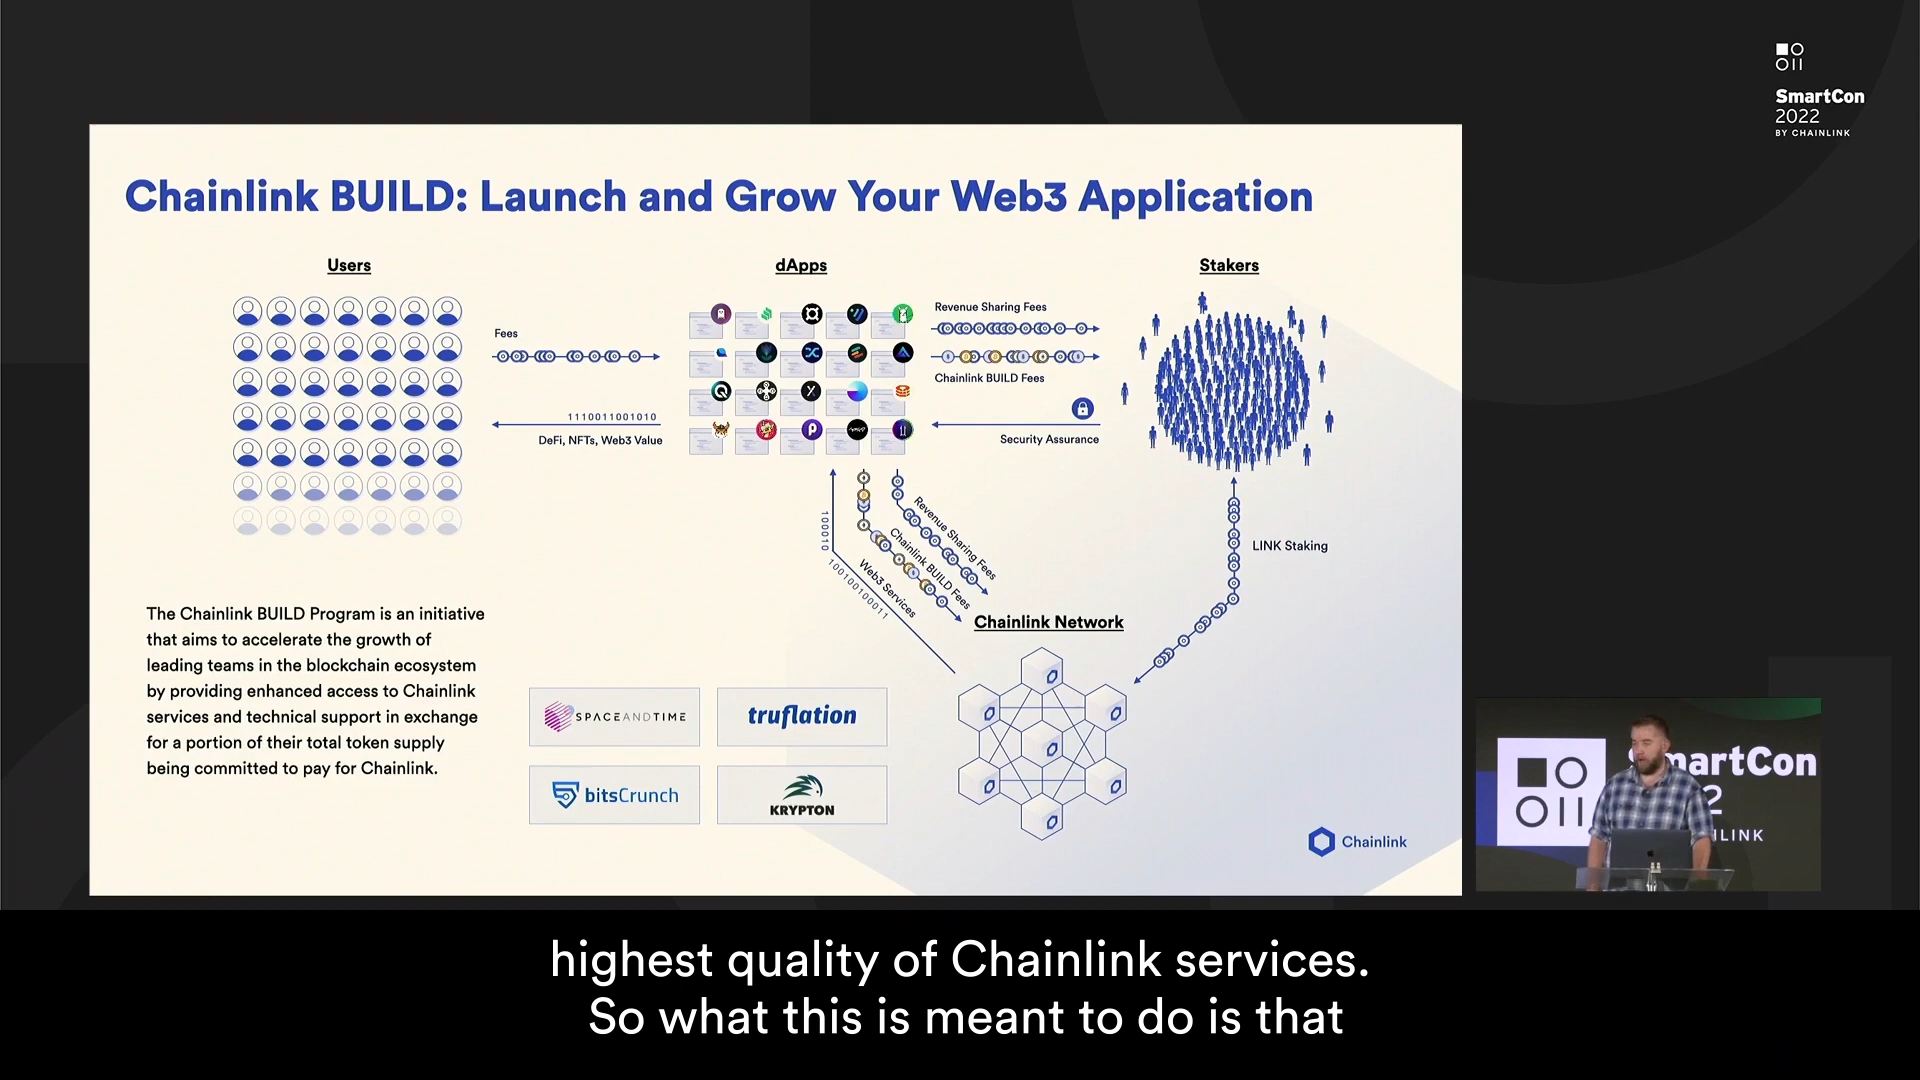 SmartCon
2022
BY CHAINLINK
Chainlink BUILD: Launch and Grow Your Web3 Application
Users
dApps
Stakers
Fees
1110011001010
DeFi, NFTs, Web3 Value
Revenue Sharing Fees
Chainlink BUILD Fees
Security Assurance
100010
100100100011
Web3 Services
Chainlink BUILD Fees
Revenue Sharing Fees
LINK Staking
Chainlink Network
The Chainlink BUILD Program is an initiative
that aims to accelerate the growth of
leading teams in the blockchain ecosystem
by providing enhanced access to Chainlink
services and technical support in exchange
for a portion of their total token supply
being committed to pay for Chainlink.
SPACEANDTIME
truflation
bitsCrunch
KRYPTON
Chainlink
martCon
2
INLINK
highest quality of Chainlink services.
So what this is meant to do is that